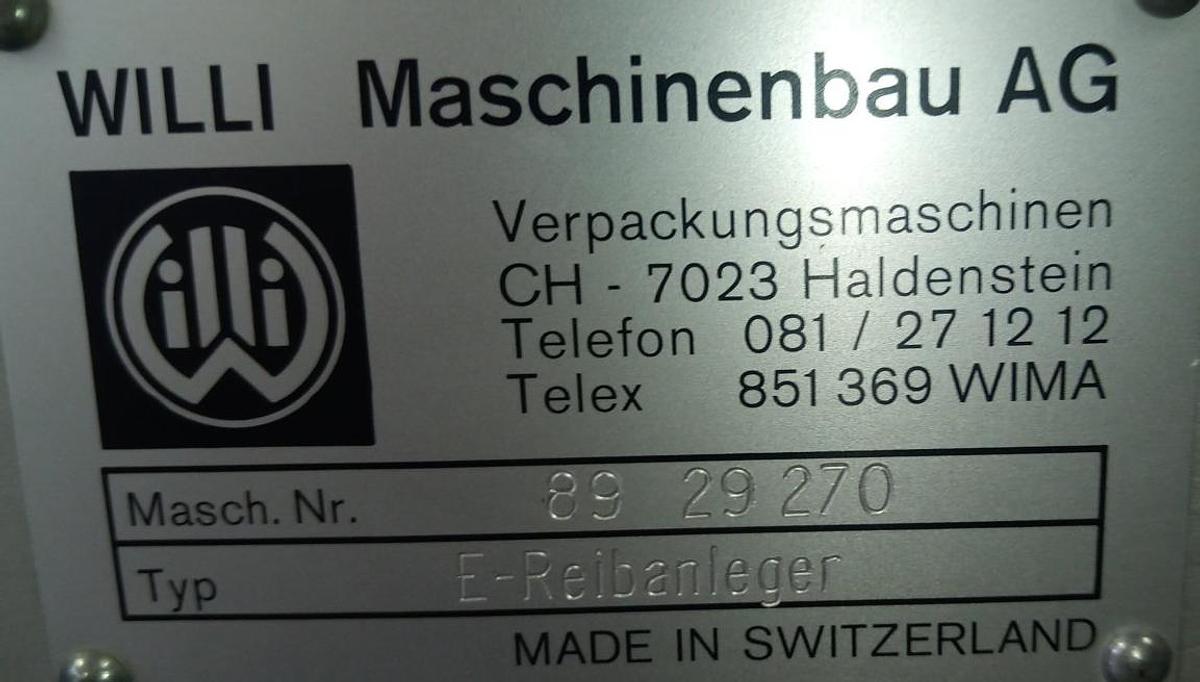 WILLI Maschinenbau AG
willi
Verpackungsmaschinen
CH - 7023 Haldenstein
Telefon 081 / 27 12 12
Telex 851 369 WIMA
Masch. Nr. 89 29 270
Typ E-Reibanleger
MADE IN SWITZERLAND